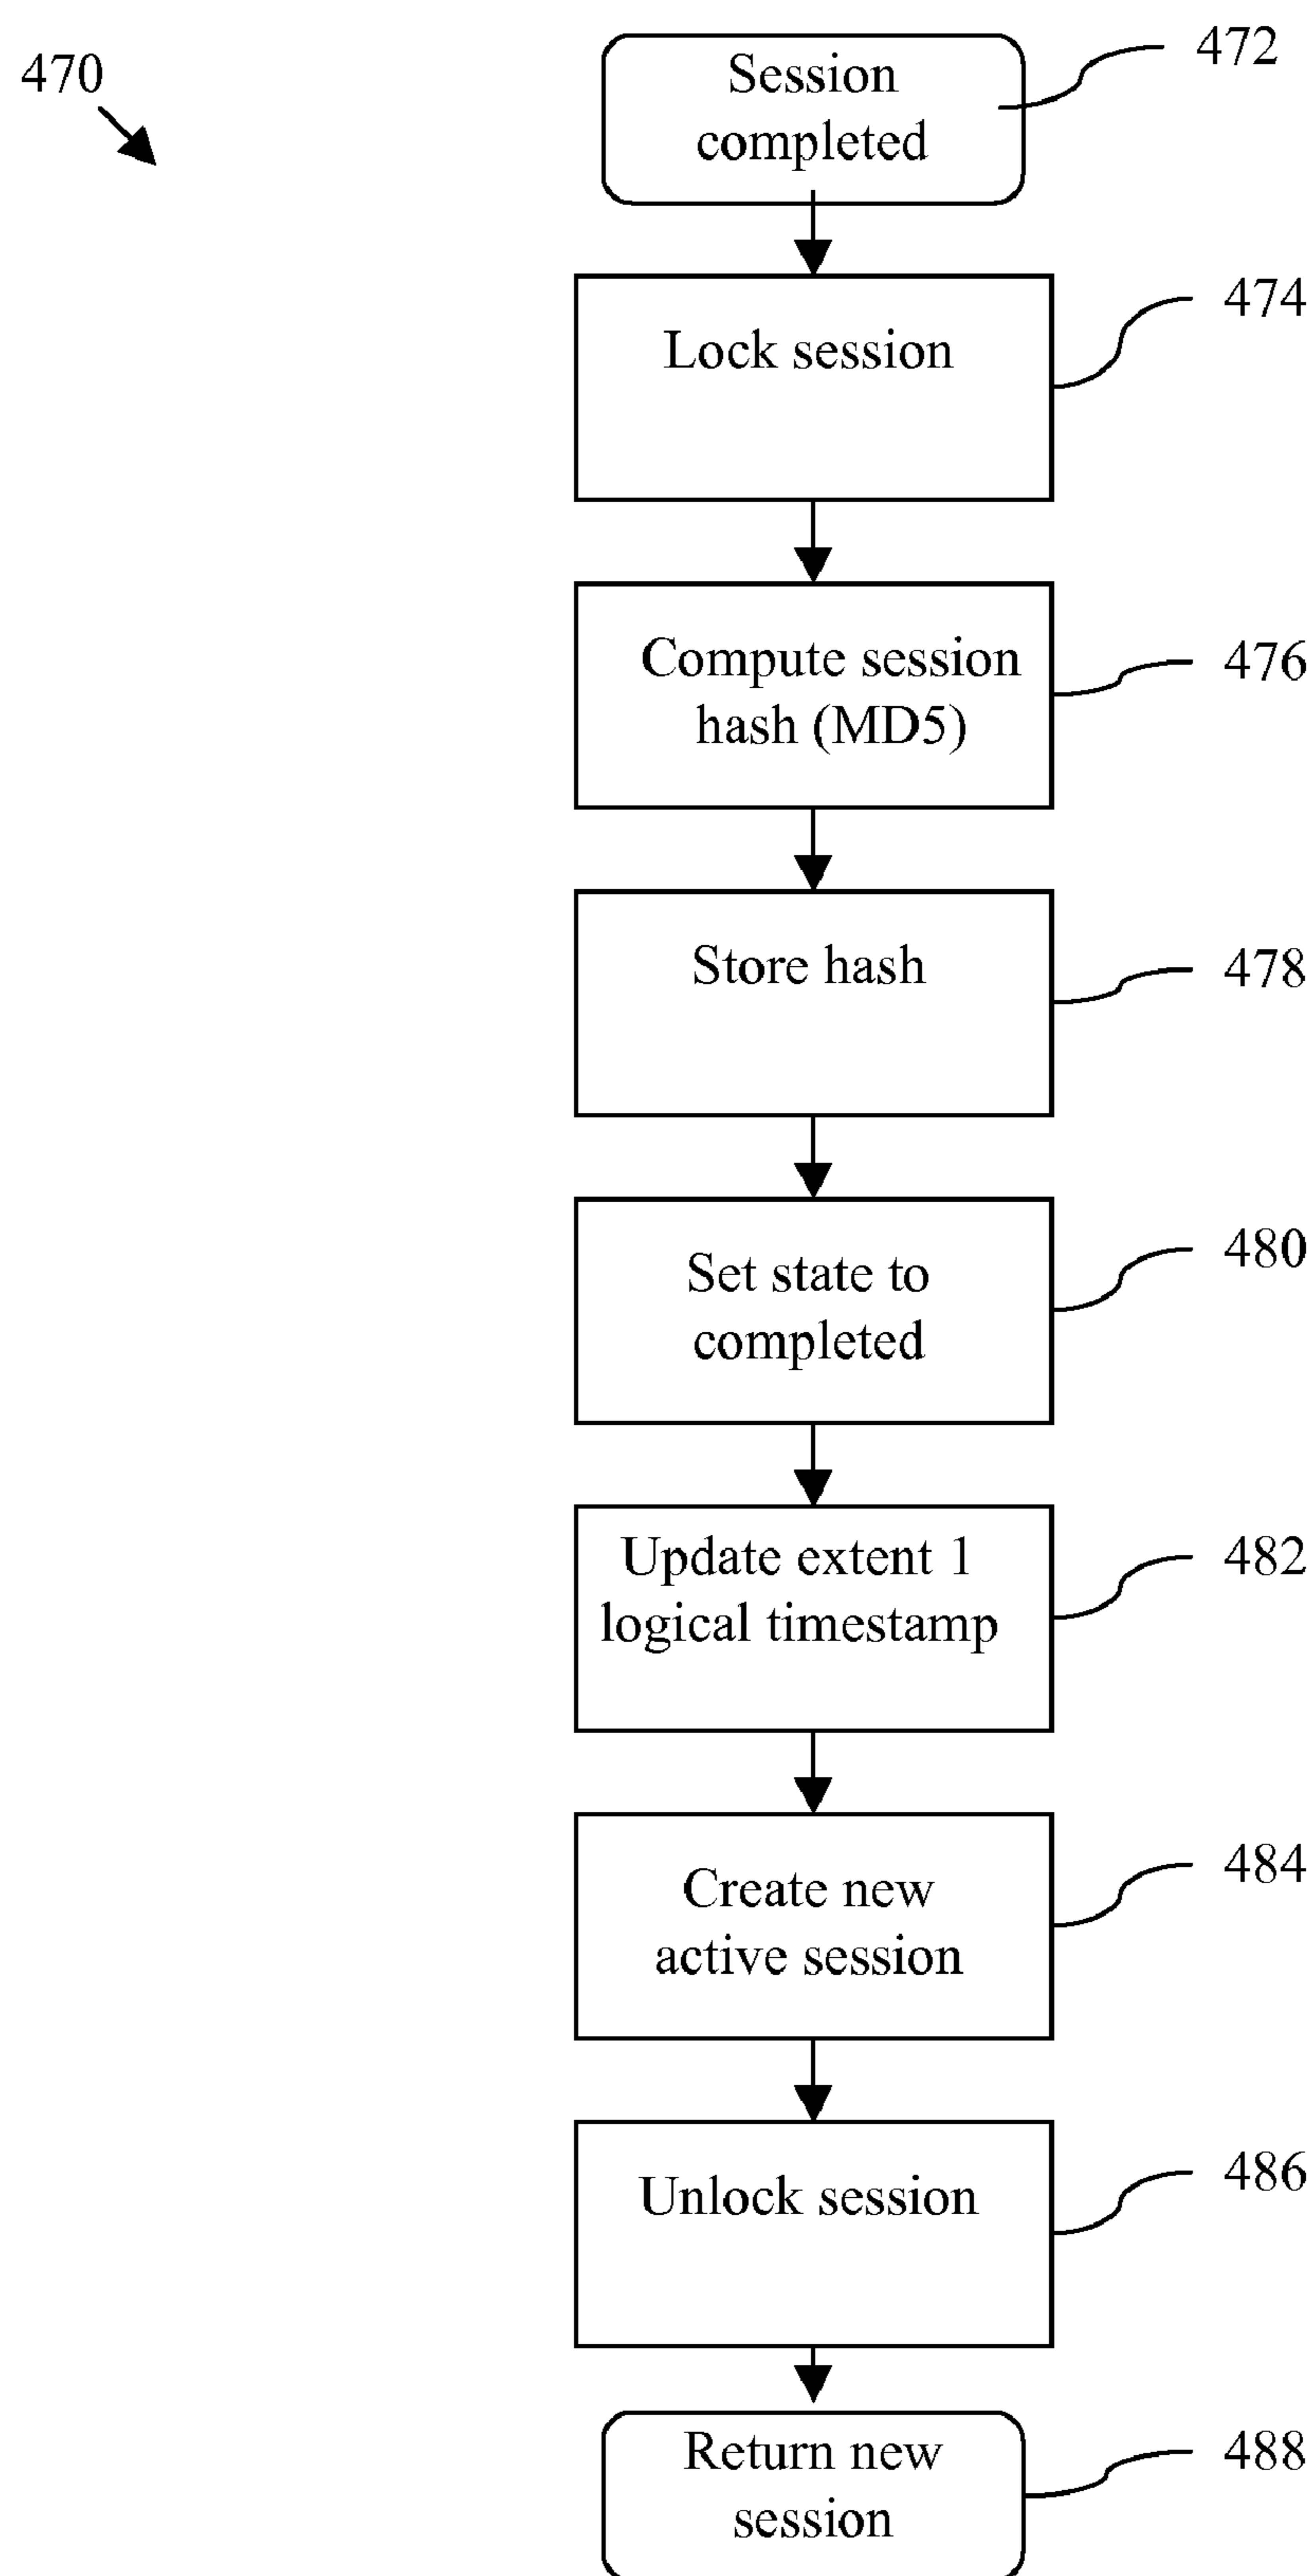 470
Session
completed
472
Lock session
474
Compute session
hash (MD5)
476
Store hash
478
Set state to
completed
480
Update extent 1
logical timestamp
482
Create new
active session
484
Unlock session
486
Return new
session
488